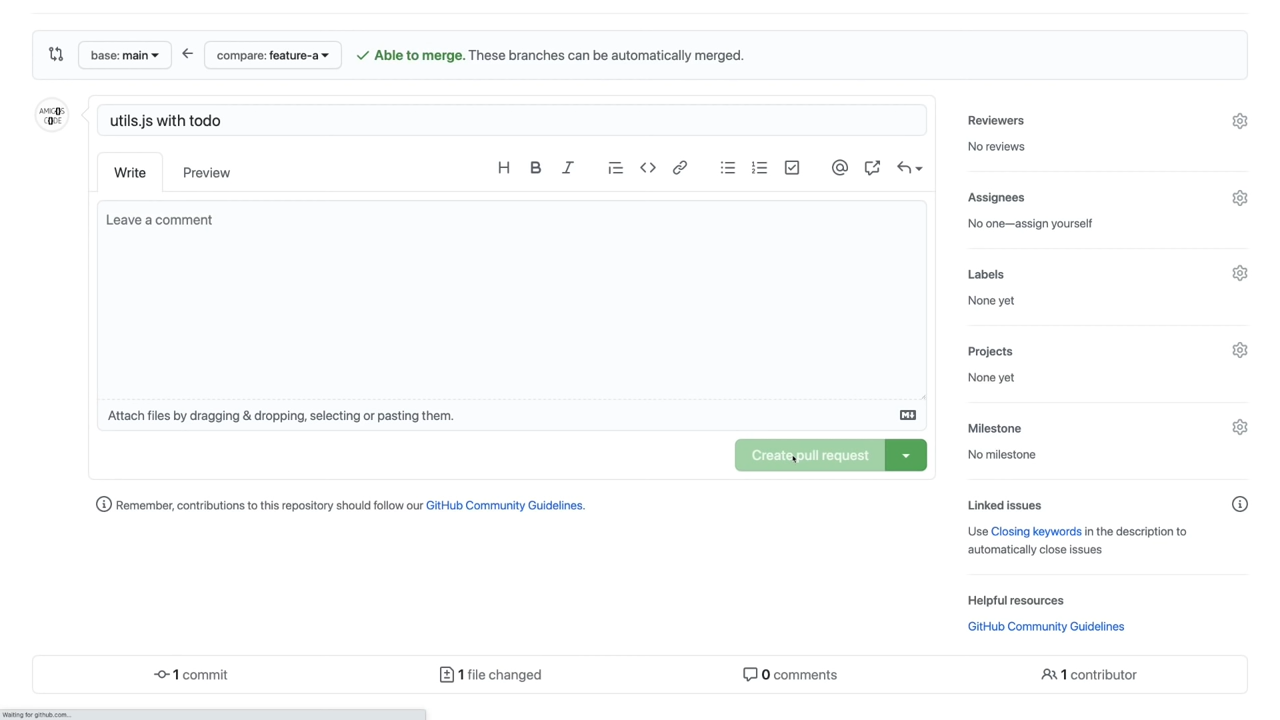 base: main
compare: feature-a
Able to merge. These branches can be automatically merged.
AMIG{}S
C{}DE
utils.js with todo
Write
Preview
Leave a comment
Attach files by dragging & dropping, selecting or pasting them.
Create pull request
Remember, contributions to this repository should follow our GitHub Community Guidelines.
Reviewers
No reviews
Assignees
No one—assign yourself
Labels
None yet
Projects
None yet
Milestone
No milestone
Linked issues
Use Closing keywords in the description to
automatically close issues
Helpful resources
GitHub Community Guidelines
1 commit
1 file changed
0 comments
1 contributor
Waiting for github.com...